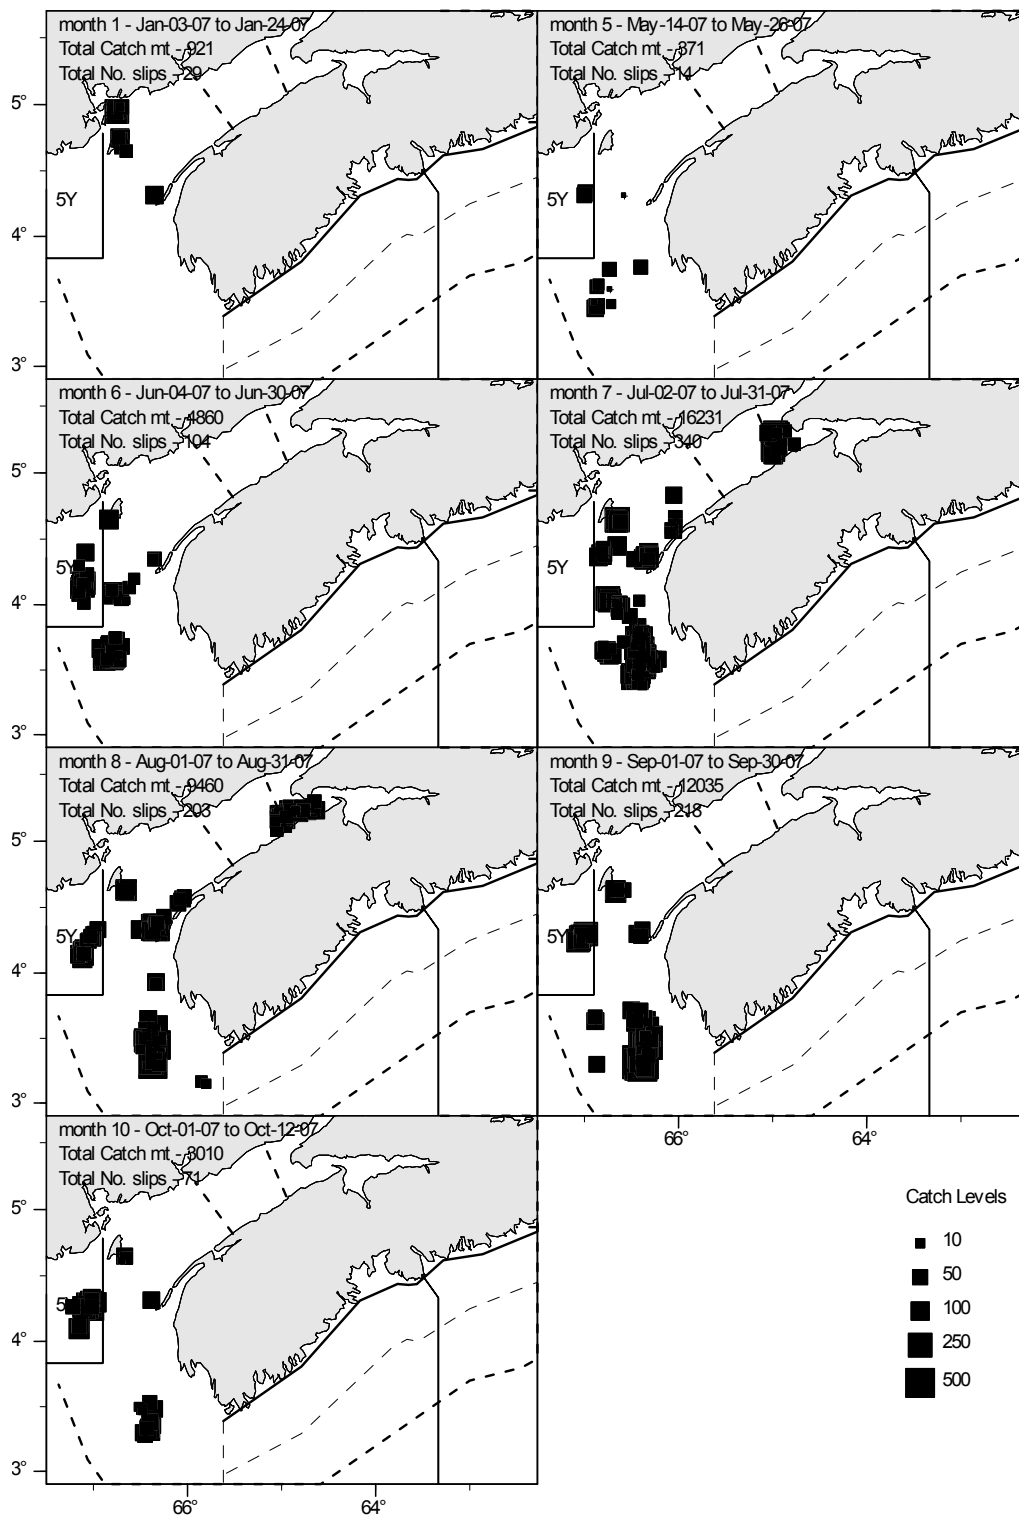 month 1 - Jan-03-07 to Jan-24-07
Total Catch mt - 921
Total No. slips - 29
5°
5Y
4°
3°
month 5 - May-14-07 to May-26-07
Total Catch mt - 371
Total No. slips - 14
5Y
month 6 - Jun-04-07 to Jun-30-07
Total Catch mt - 4860
Total No. slips - 104
5°
5Y
4°
3°
month 7 - Jul-02-07 to Jul-31-07
Total Catch mt - 16231
Total No. slips - 340
5Y
month 8 - Aug-01-07 to Aug-31-07
Total Catch mt - 9460
Total No. slips - 203
5°
5Y
4°
3°
month 9 - Sep-01-07 to Sep-30-07
Total Catch mt - 12035
Total No. slips - 218
5Y
66°
64°
month 10 - Oct-01-07 to Oct-12-07
Total Catch mt - 3010
Total No. slips - 71
5°
5
4°
3°
66°
64°
Catch Levels
10
50
100
250
500